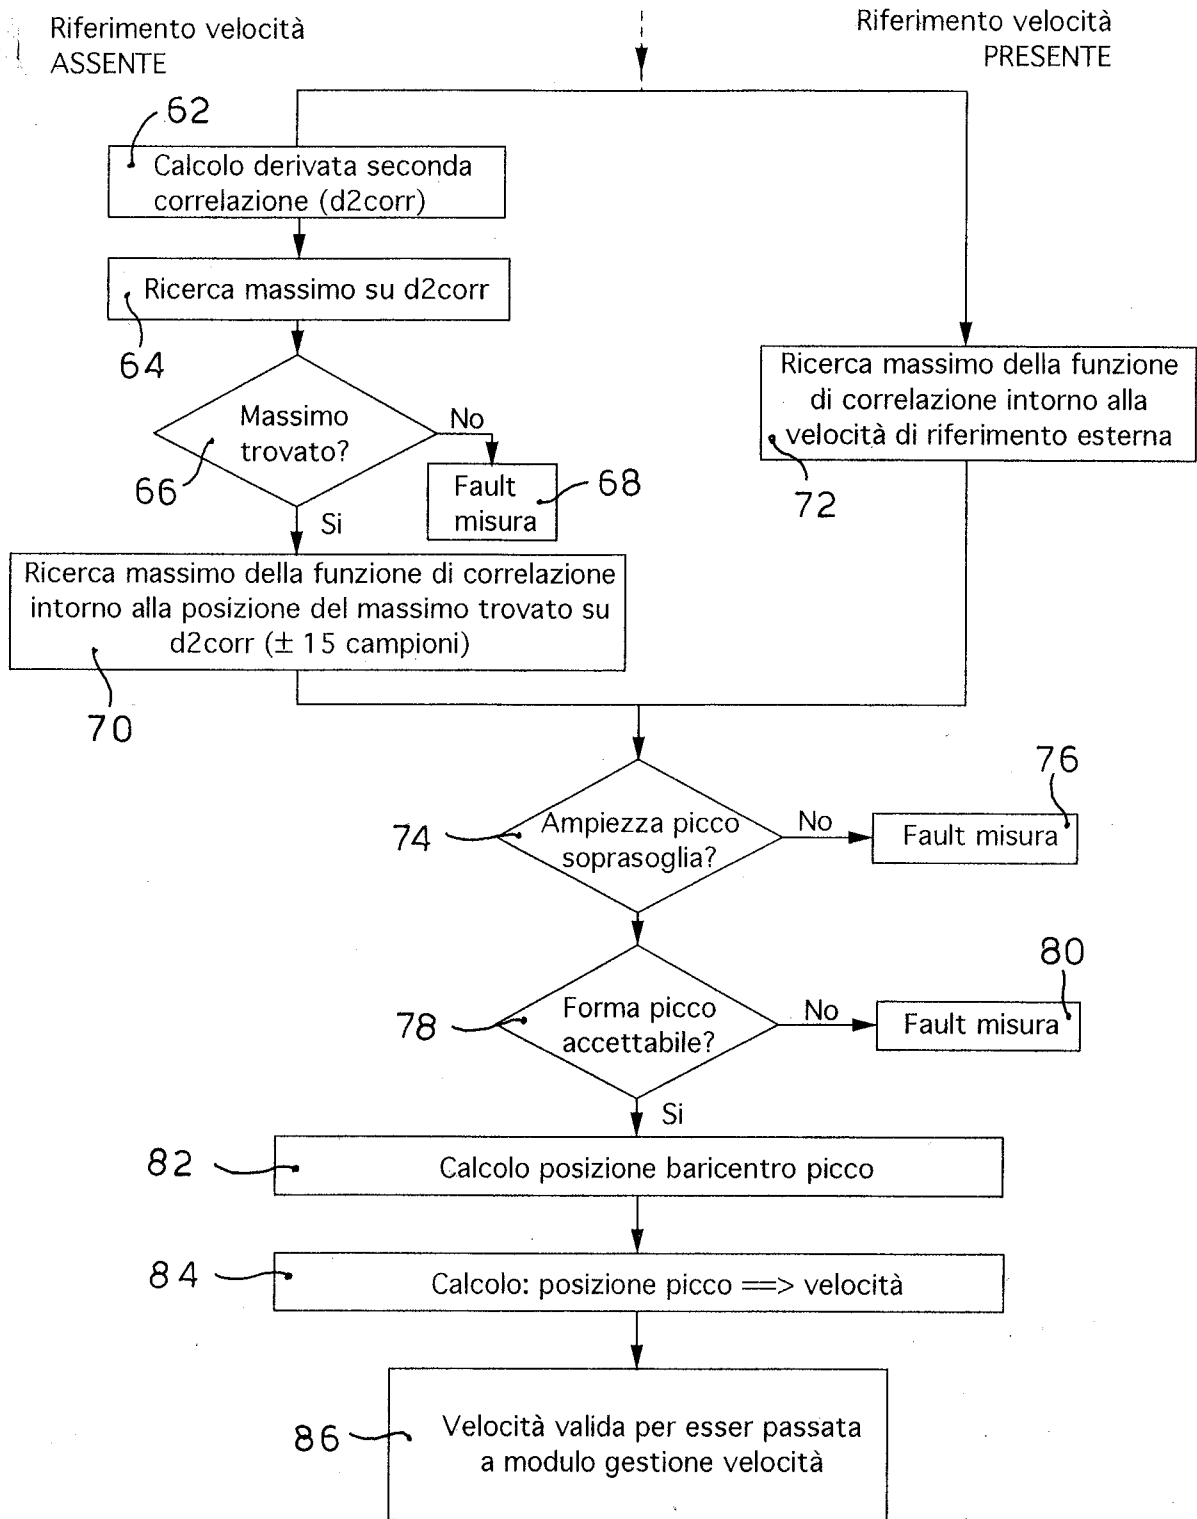 Riferimento velocità
ASSENTE
Riferimento velocità
PRESENTE
62
Calcolo derivata seconda
correlazione (d2corr)
Ricerca massimo su d2corr
64
Massimo
trovato?
No
66
Fault
misura
68
Si
Ricerca massimo della funzione
di correlazione intorno alla
velocità di riferimento esterna
72
Ricerca massimo della funzione di correlazione
intorno alla posizione del massimo trovato su
d2corr (± 15 campioni)
70
74
Ampiezza picco
soprasoglia?
No
76
Fault misura
78
Forma picco
accettabile?
No
80
Fault misura
Si
82
Calcolo posizione baricentro picco
84
Calcolo: posizione picco ==> velocità
86
Velocità valida per esser passata
a modulo gestione velocità